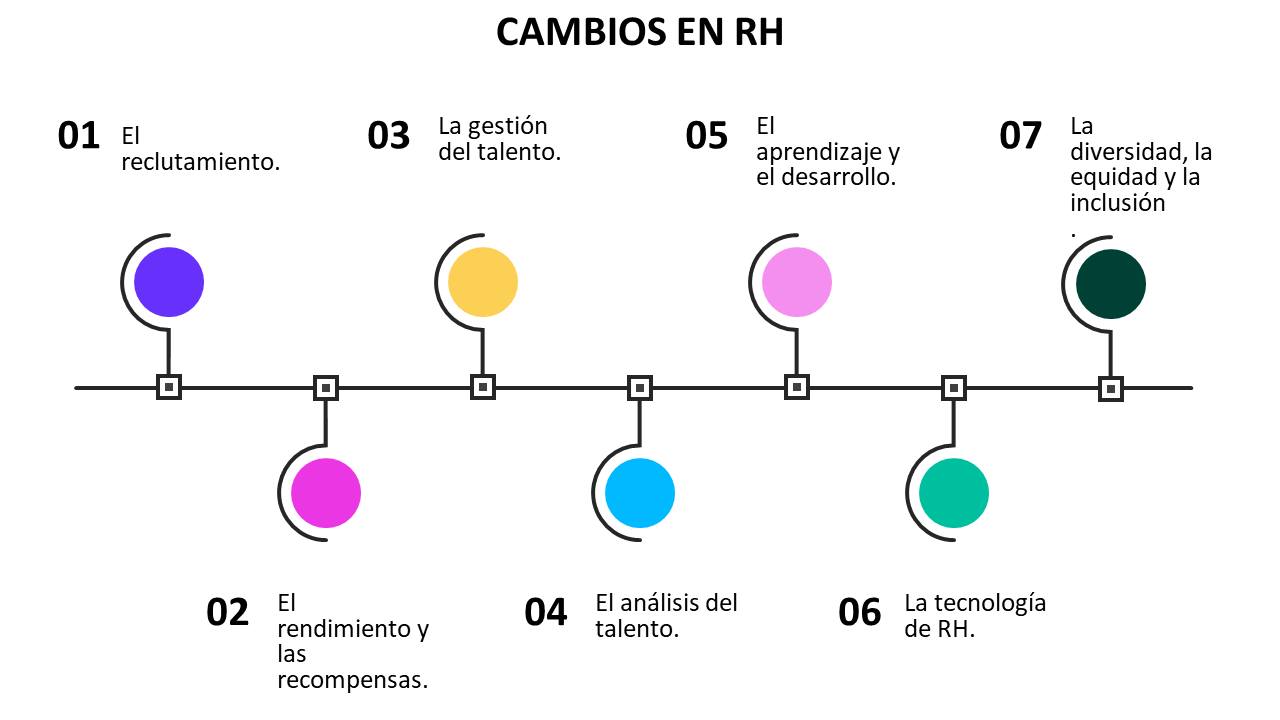 CAMBIOS EN RH
01
El
reclutamiento.
03
La gestión
del talento.
05
El
aprendizaje y
el desarrollo.
07
La
diversidad, la
equidad y la
inclusión
.
02
El
rendimiento y
las
recompensas.
04
El análisis del
talento.
06
La tecnología
de RH.